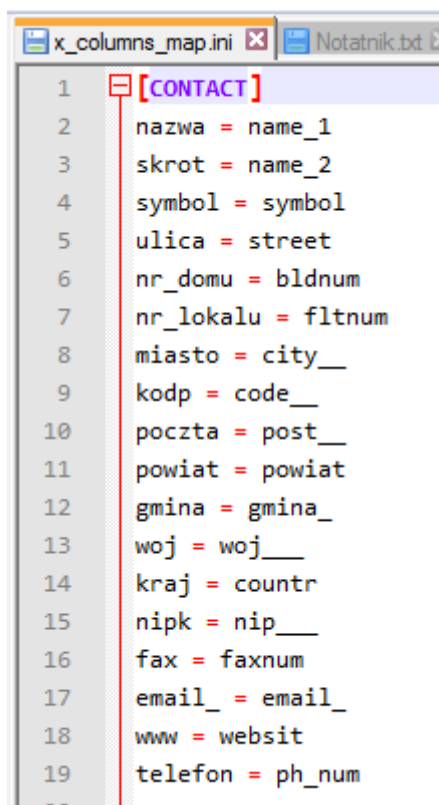 x_columns_map.ini Notatnik.txt
1 [CONTACT]
2 nazwa = name_1
3 skrot = name_2
4 symbol = symbol
5 ulica = street
6 nr_domu = bldnum
7 nr_lokalu = fltnum
8 miasto = city__
9 kodp = code__
10 poczta = post__
11 powiat = powiat
12 gmina = gmina_
13 woj = woj___
14 kraj = countr
15 nipk = nip___
16 fax = faxnum
17 email_ = email_
18 www = websit
19 telefon = ph_num